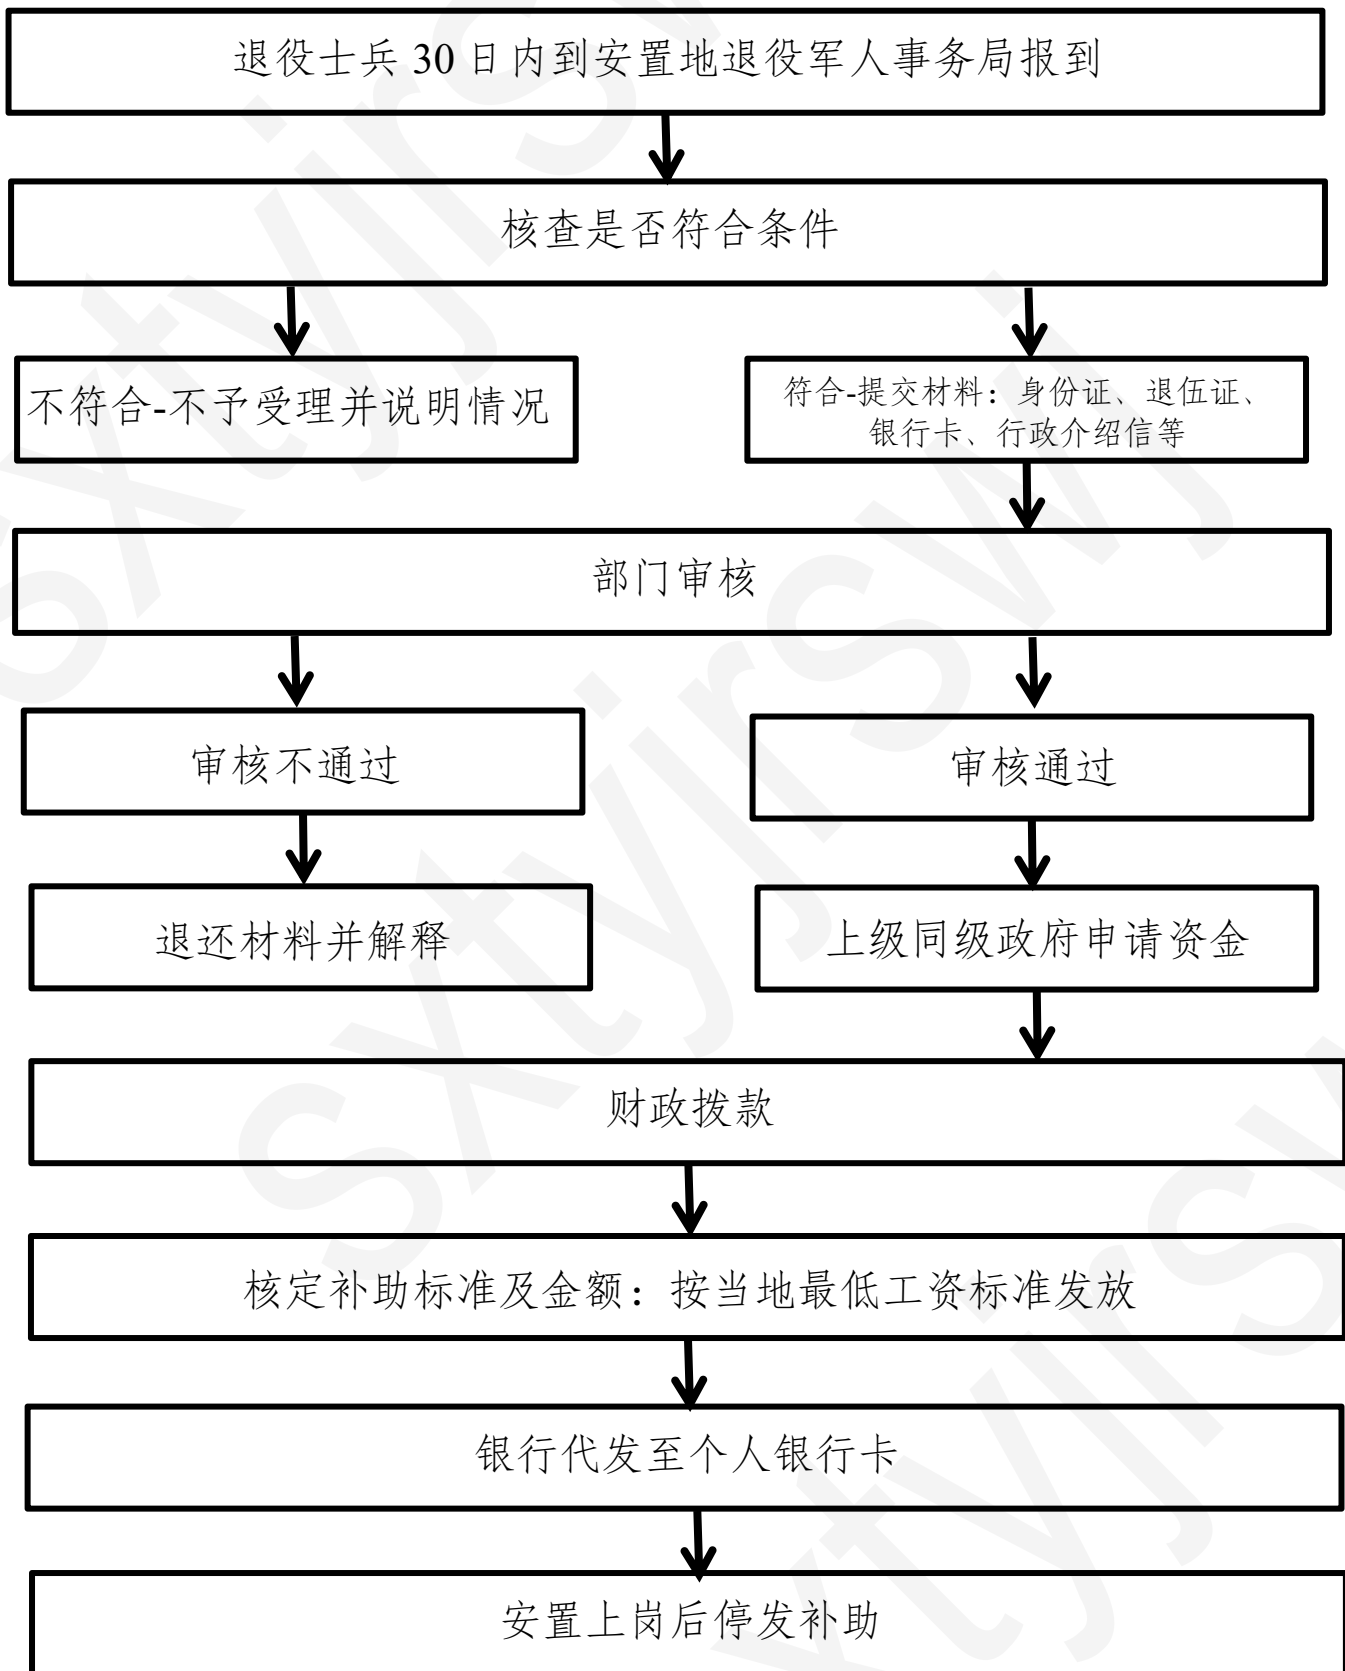 退役士兵 30 日内到安置地退役军人事务局报到
核查是否符合条件
不符合-不予受理并说明情况
符合-提交材料：身份证、退伍证、
银行卡、行政介绍信等
部门审核
审核不通过
审核通过
退还材料并解释
上级同级政府申请资金
财政拨款
核定补助标准及金额：按当地最低工资标准发放
银行代发至个人银行卡
安置上岗后停发补助
sxtyjrswj
sxtyjrswj
sxtyjrsw